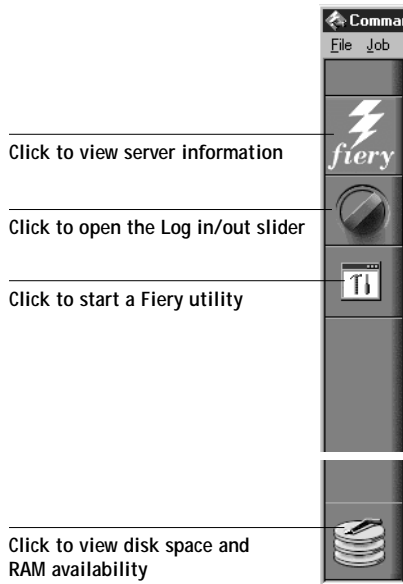 Comma
File Job
fiery
Click to view server information
Click to open the Log in/out slider
Click to start a Fiery utility
Click to view disk space and
RAM availability